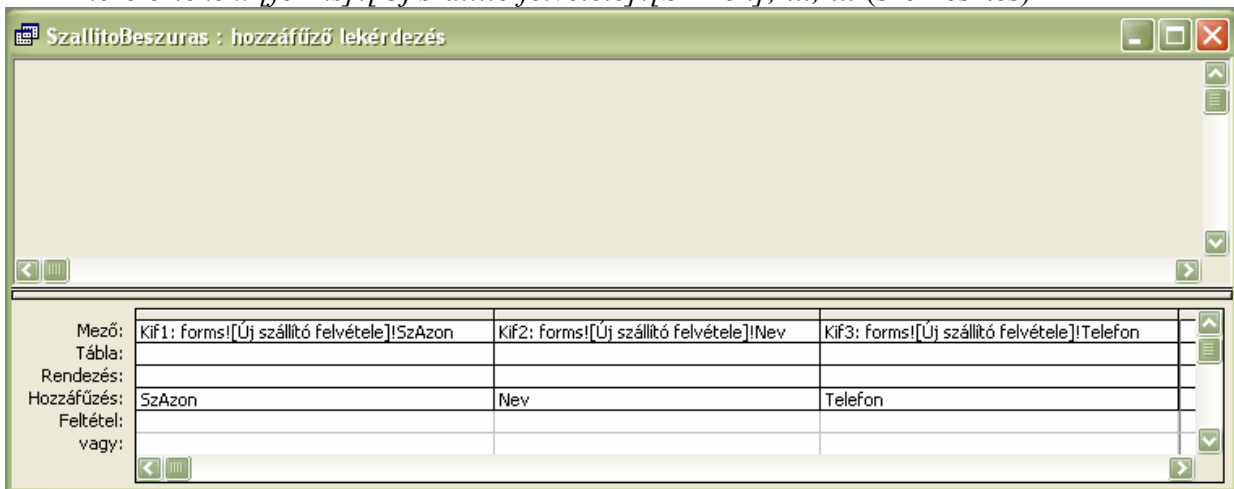 SzallítoBeszuras : hozzáfűző lekérdezés
Mező: Kif1: forms![Új szállító felvétele]!SzAzon Kif2: forms![Új szállító felvétele]!Nev Kif3: forms![Új szállító felvétele]!Telefon
Tábla:
Rendezés:
Hozzáfűzés: SzAzon Nev Telefon
Feltétel:
vagy: